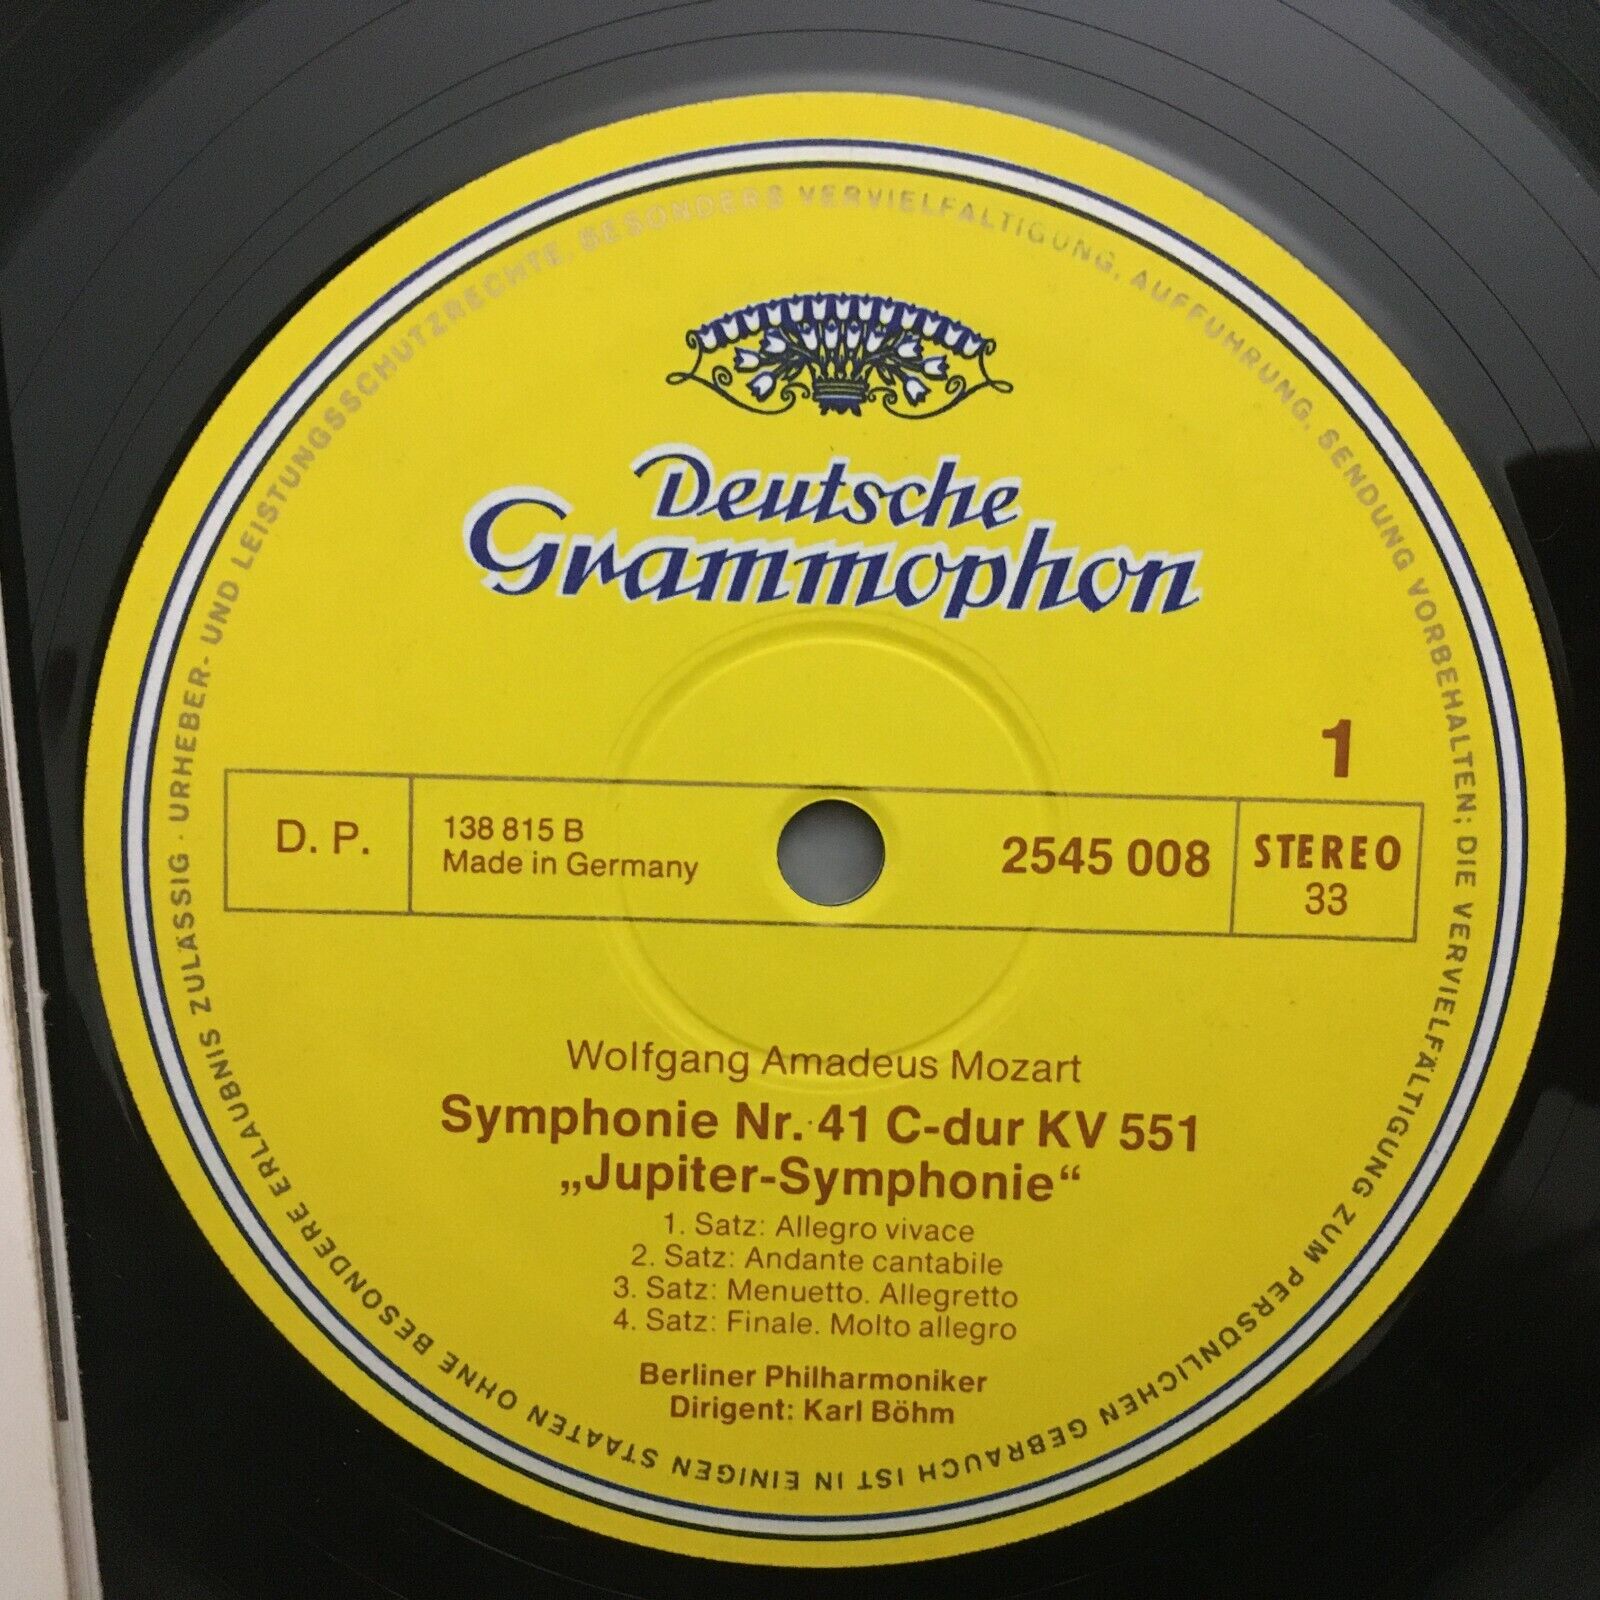 URHEBER- UND LEISTUNGSSCHUTZRECHTE, BESONDERS VERVIELFÄLTIGUNG, AUFFÜHRUNG, SENDUNG VORBEHALTEN; DIE VERVIELFÄLTIGUNG ZUM PERSÖNLICHEN GEBRAUCH IST IN EINIGEN STAATEN OHNE BESONDERE ERLAUBNIS ZULÄSSIG ·
Deutsche
Grammophon
1
D. P.
138 815 B
Made in Germany
2545 008
STEREO
33
Wolfgang Amadeus Mozart
Symphonie Nr. 41 C-dur KV 551
„Jupiter-Symphonie“
1. Satz: Allegro vivace
2. Satz: Andante cantabile
3. Satz: Menuetto. Allegretto
4. Satz: Finale. Molto allegro
Berliner Philharmoniker
Dirigent: Karl Böhm